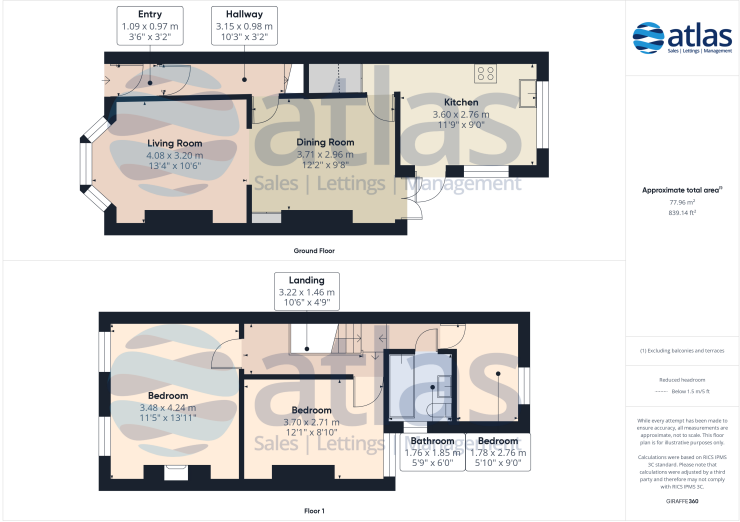 Entry
1.09 x 0.97 m
3'6" x 3'2"
Hallway
3.15 x 0.98 m
10'3" x 3'2"
Living Room
4.08 x 3.20 m
13'4" x 10'6"
Dining Room
3.71 x 2.96 m
12'2" x 9'8"
Kitchen
3.60 x 2.76 m
11'9" x 9'0"
atlas
Sales | Lettings | Management
Ground Floor
Landing
3.22 x 1.46 m
10'6" x 4'9"
Bedroom
3.48 x 4.24 m
11'5" x 13'11"
Bedroom
3.70 x 2.71 m
12'1" x 8'10"
Bathroom
1.76 x 1.85 m
5'9" x 6'0"
Bedroom
1.78 x 2.76 m
5'10" x 9'0"
atlas
Sales | Lettings | Management
Floor 1
atlas
Sales | Lettings | Management
Approximate total area⁽¹⁾
77.96 m²
839.14 ft²
(1) Excluding balconies and terraces
Reduced headroom
Below 1.5 m/5 ft
While every attempt has been made to
ensure accuracy, all measurements are
approximate, not to scale. This floor
plan is for illustrative purposes only.
Calculations were based on RICS IPMS
3C standard. Please note that
calculations were adjusted by a third
party and therefore may not comply
with RICS IPMS 3C.
GIRAFFE360